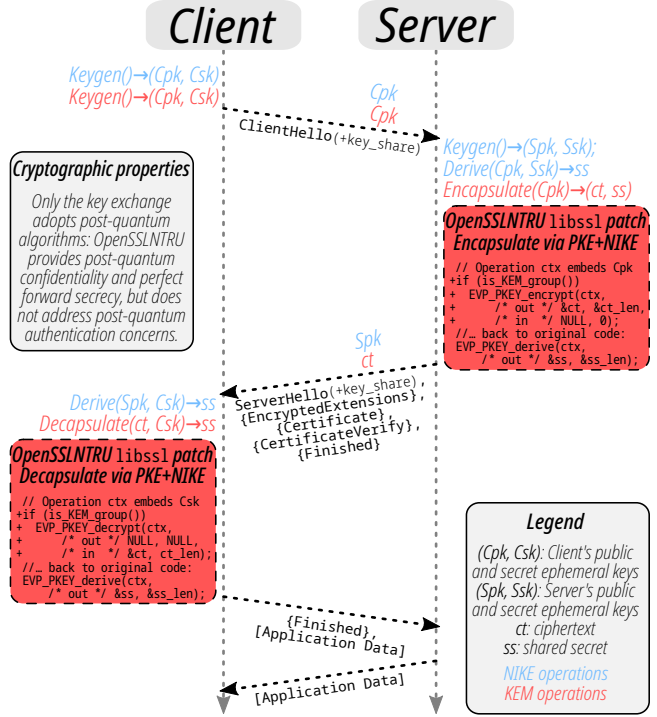 Client
Server
Keygen()→(Cpk, Csk)
Keygen()→(Cpk, Csk)
Cpk
Cpk
ClientHello(+key_share)
Keygen()→(Spk, Ssk);
Derive(Cpk, Ssk)→ss
Encapsulate(Cpk)→(ct, ss)
Cryptographic properties
Only the key exchange
adopts post-quantum
algorithms: OpenSSLNTRU
provides post-quantum
confidentiality and perfect
forward secrecy, but does
not address post-quantum
authentication concerns.
OpenSSLNTRU libssl patch
Encapsulate via PKE+NIKE
// Operation ctx embeds Cpk
+if (is_KEM_group())
+  EVP_PKEY_encrypt(ctx,
+      /* out */ &ct, &ct_len,
+      /* in  */ NULL, 0);
//… back to original code:
EVP_PKEY_derive(ctx,
/* out */ &ss, &ss_len);
Spk
ct
ServerHello(+key_share),
{EncryptedExtensions},
{Certificate},
{CertificateVerify},
{Finished}
Derive(Spk, Csk)→ss
Decapsulate(ct, Csk)→ss
OpenSSLNTRU libssl patch
Decapsulate via PKE+NIKE
// Operation ctx embeds Csk
+if (is_KEM_group())
+  EVP_PKEY_decrypt(ctx,
+      /* out */ NULL, NULL,
+      /* in  */ &ct, ct_len);
//… back to original code:
EVP_PKEY_derive(ctx,
/* out */ &ss, &ss_len);
{Finished},
[Application Data]
[Application Data]
Legend
(Cpk, Csk): Client's public
and secret ephemeral keys
(Spk, Ssk): Server's public
and secret ephemeral keys
ct: ciphertext
ss: shared secret
NIKE operations
KEM operations